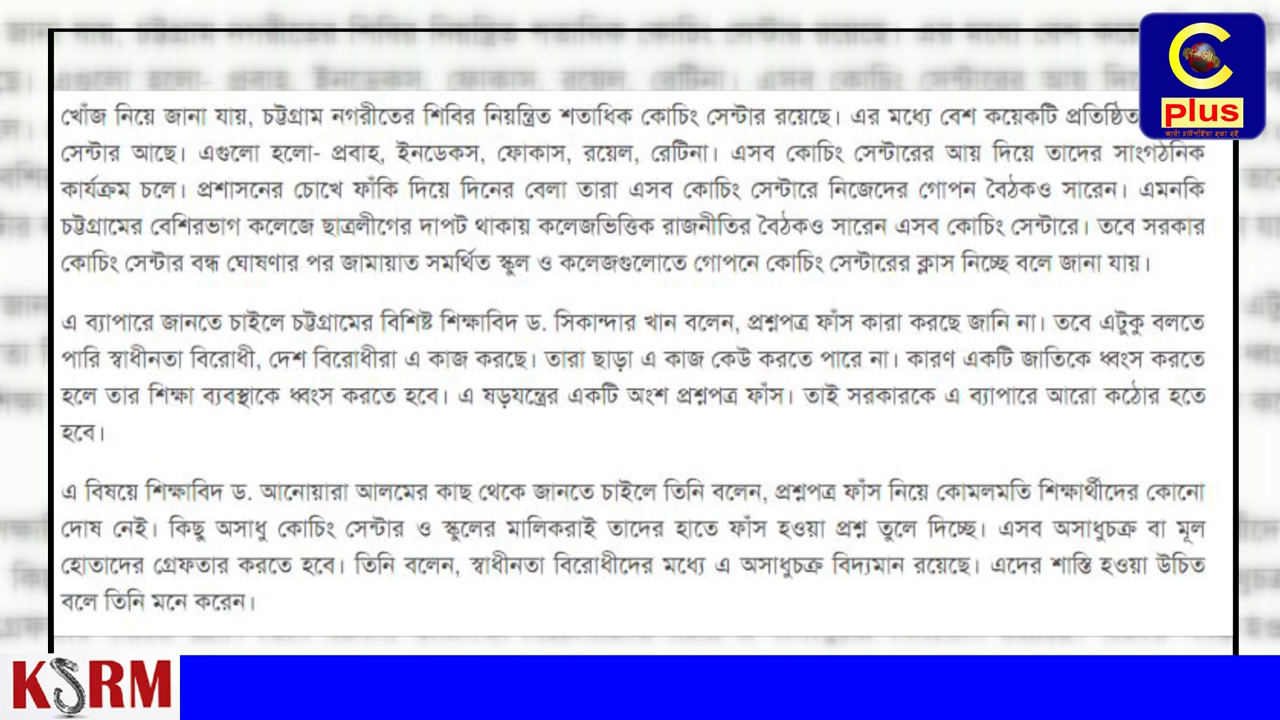 খোঁজ নিয়ে জানা যায়, চট্টগ্রাম নগরীতের শিবির নিয়ন্ত্রিত শতাধিক কোচিং সেন্টার রয়েছে। এর মধ্যে বেশ কয়েকটি প্রতিষ্ঠিত
সেন্টার আছে। এগুলো হলো- প্রবাহ, ইনডেকস, ফোকাস, রয়েল, রেটিনা। এসব কোচিং সেন্টারের আয় দিয়ে তাদের সাংগঠনিক
কার্যক্রম চলে। প্রশাসনের চোখে ফাঁকি দিয়ে দিনের বেলা তারা এসব কোচিং সেন্টারে নিজেদের গোপন বৈঠকও সারেন। এমনকি
চট্টগ্রামের বেশিরভাগ কলেজে ছাত্রলীগের দাপট থাকায় কলেজভিত্তিক রাজনীতির বৈঠকও সারেন এসব কোচিং সেন্টারে। তবে সরকার
কোচিং সেন্টার বন্ধ ঘোষণার পর জামায়াত সমর্থিত স্কুল ও কলেজগুলোতে গোপনে কোচিং সেন্টারের ক্লাস নিচ্ছে বলে জানা যায়।
এ ব্যাপারে জানতে চাইলে চট্টগ্রামের বিশিষ্ট শিক্ষাবিদ ড. সিকান্দার খান বলেন, প্রশ্নপত্র ফাঁস কারা করছে জানি না। তবে এটুকু বলতে
পারি স্বাধীনতা বিরোধী, দেশ বিরোধীরা এ কাজ করছে। তারা ছাড়া এ কাজ কেউ করতে পারে না। কারণ একটি জাতিকে ধ্বংস করতে
হলে তার শিক্ষা ব্যবস্থাকে ধ্বংস করতে হবে। এ ষড়যন্ত্রের একটি অংশ প্রশ্নপত্র ফাঁস। তাই সরকারকে এ ব্যাপারে আরো কঠোর হতে
হবে।
এ বিষয়ে শিক্ষাবিদ ড. আনোয়ারা আলমের কাছ থেকে জানতে চাইলে তিনি বলেন, প্রশ্নপত্র ফাঁস নিয়ে কোমলমতি শিক্ষার্থীদের কোনো
দোষ নেই। কিছু অসাধু কোচিং সেন্টার ও স্কুলের মালিকরাই তাদের হাতে ফাঁস হওয়া প্রশ্ন তুলে দিচ্ছে। এসব অসাধুচক্র বা মূল
হোতাদের গ্রেফতার করতে হবে। তিনি বলেন, স্বাধীনতা বিরোধীদের মধ্যে এ অসাধুচক্র বিদ্যমান রয়েছে। এদের শাস্তি হওয়া উচিত
বলে তিনি মনে করেন।
C
plus
KSRM